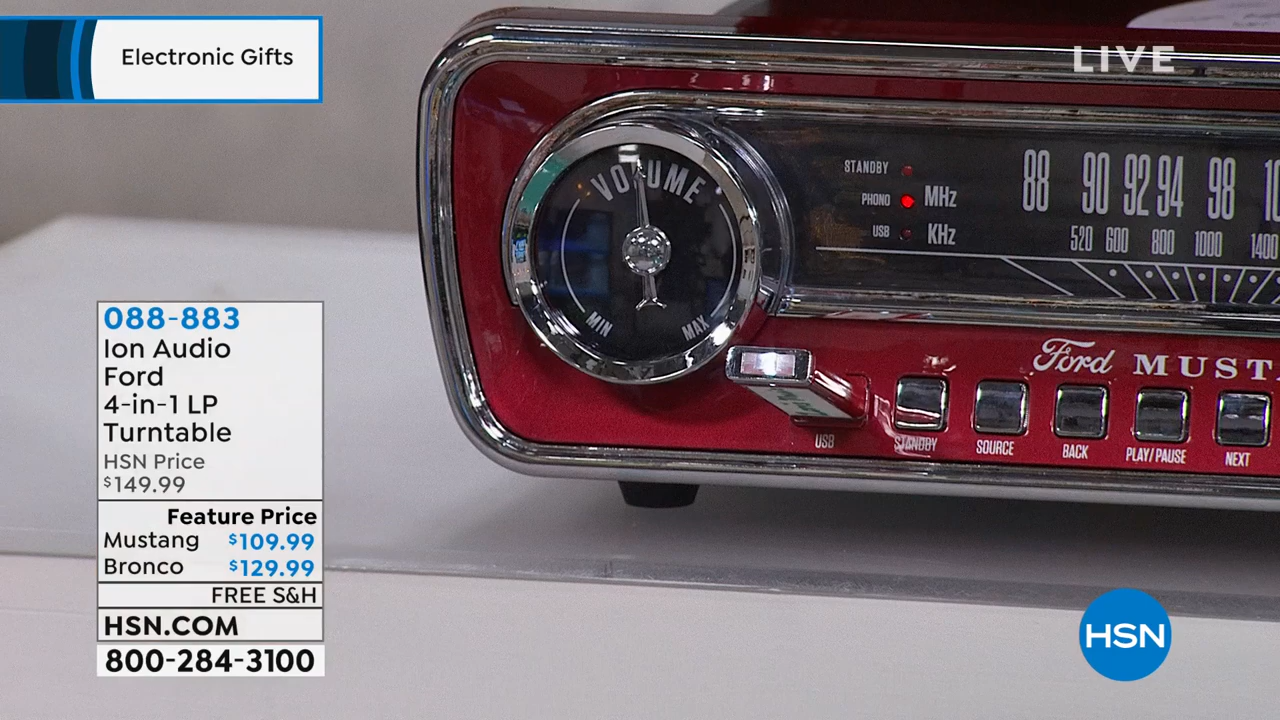 Electronic Gifts
LIVE
VOLUME
MIN
MAX
STANDBY
PHONO
USB
MHz
KHz
88 90 92 94 98
520 600 800 1000 1400
Ford
USB
STANDBY
SOURCE
BACK
PLAY/PAUSE
NEXT
088-883
Ion Audio
Ford
4-in-1 LP
Turntable
HSN Price
$149.99
Feature Price
Mustang $109.99
Bronco $129.99
FREE S&H
HSN.COM
800-284-3100
HSN